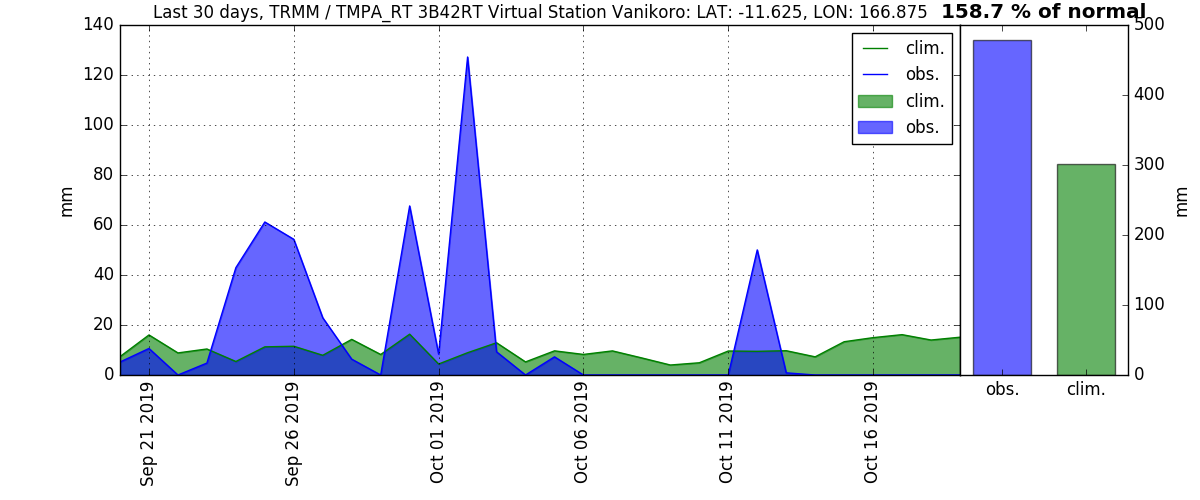 Last 30 days, TRMM / TMPA_RT 3B42RT Virtual Station Vanikoro: LAT: -11.625, LON: 166.875 158.7 % of normal
140
120
100
80
60
40
20
0
mm
clim.
obs.
clim.
obs.
Sep 21 2019
Sep 26 2019
Oct 01 2019
Oct 06 2019
Oct 11 2019
Oct 16 2019
500
400
300
200
100
0
mm
obs. clim.